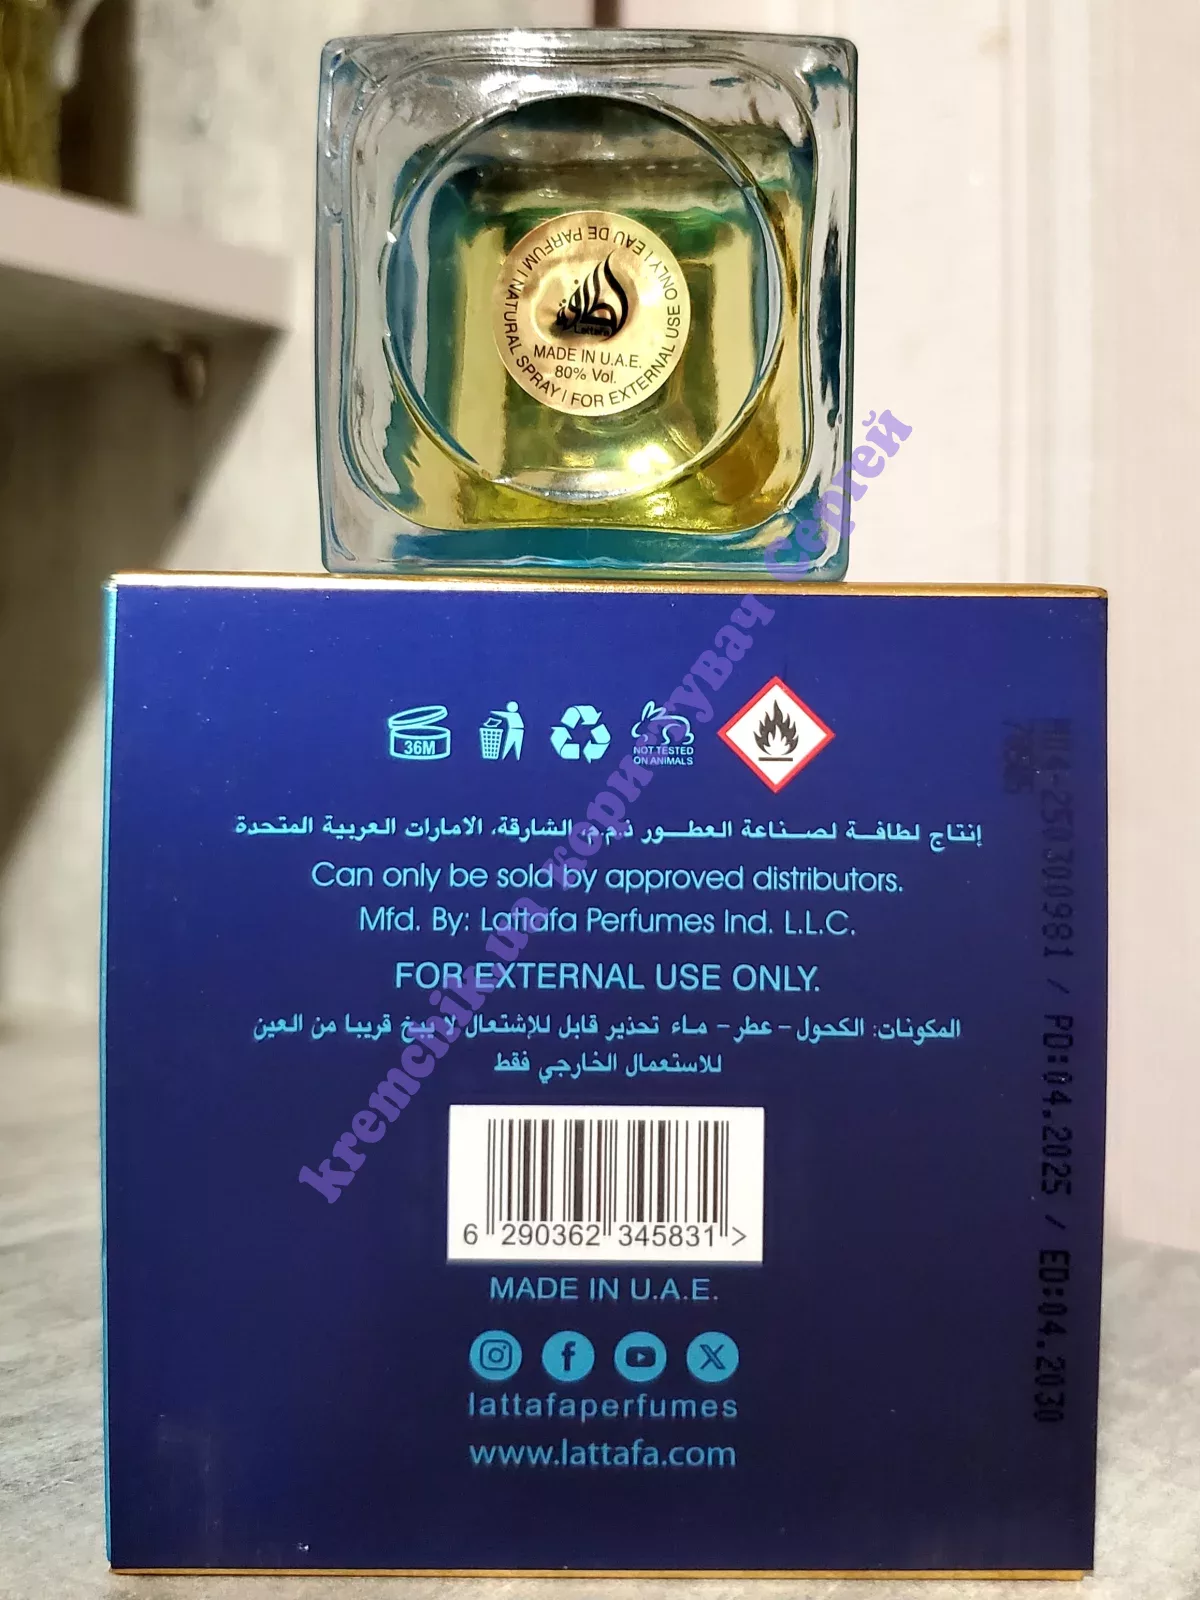 NATURAL SPRAY | FOR EXTERNAL USE ONLY | EAU DE PARFUM |
لطافة
Lattafa
MADE IN U.A.E.
80% Vol.
36M
NOT TESTED
ON ANIMALS
إنتاج لطافة لصناعة العطور ذ.م.م، الشارقة، الامارات العربية المتحدة
Can only be sold by approved distributors.
Mfd. By: Lattafa Perfumes Ind. L.L.C.
FOR EXTERNAL USE ONLY.
المكونات: الكحول - عطر - ماء تحذير قابل للإشتعال لا يبخ قريبا من العين
للاستعمال الخارجي فقط
6 290362 345831 >
MADE IN U.A.E.
lattafaperfumes
www.lattafa.com
/ PD:04.2025 / ED:04.2030
kremchik.ua користувач Сергей